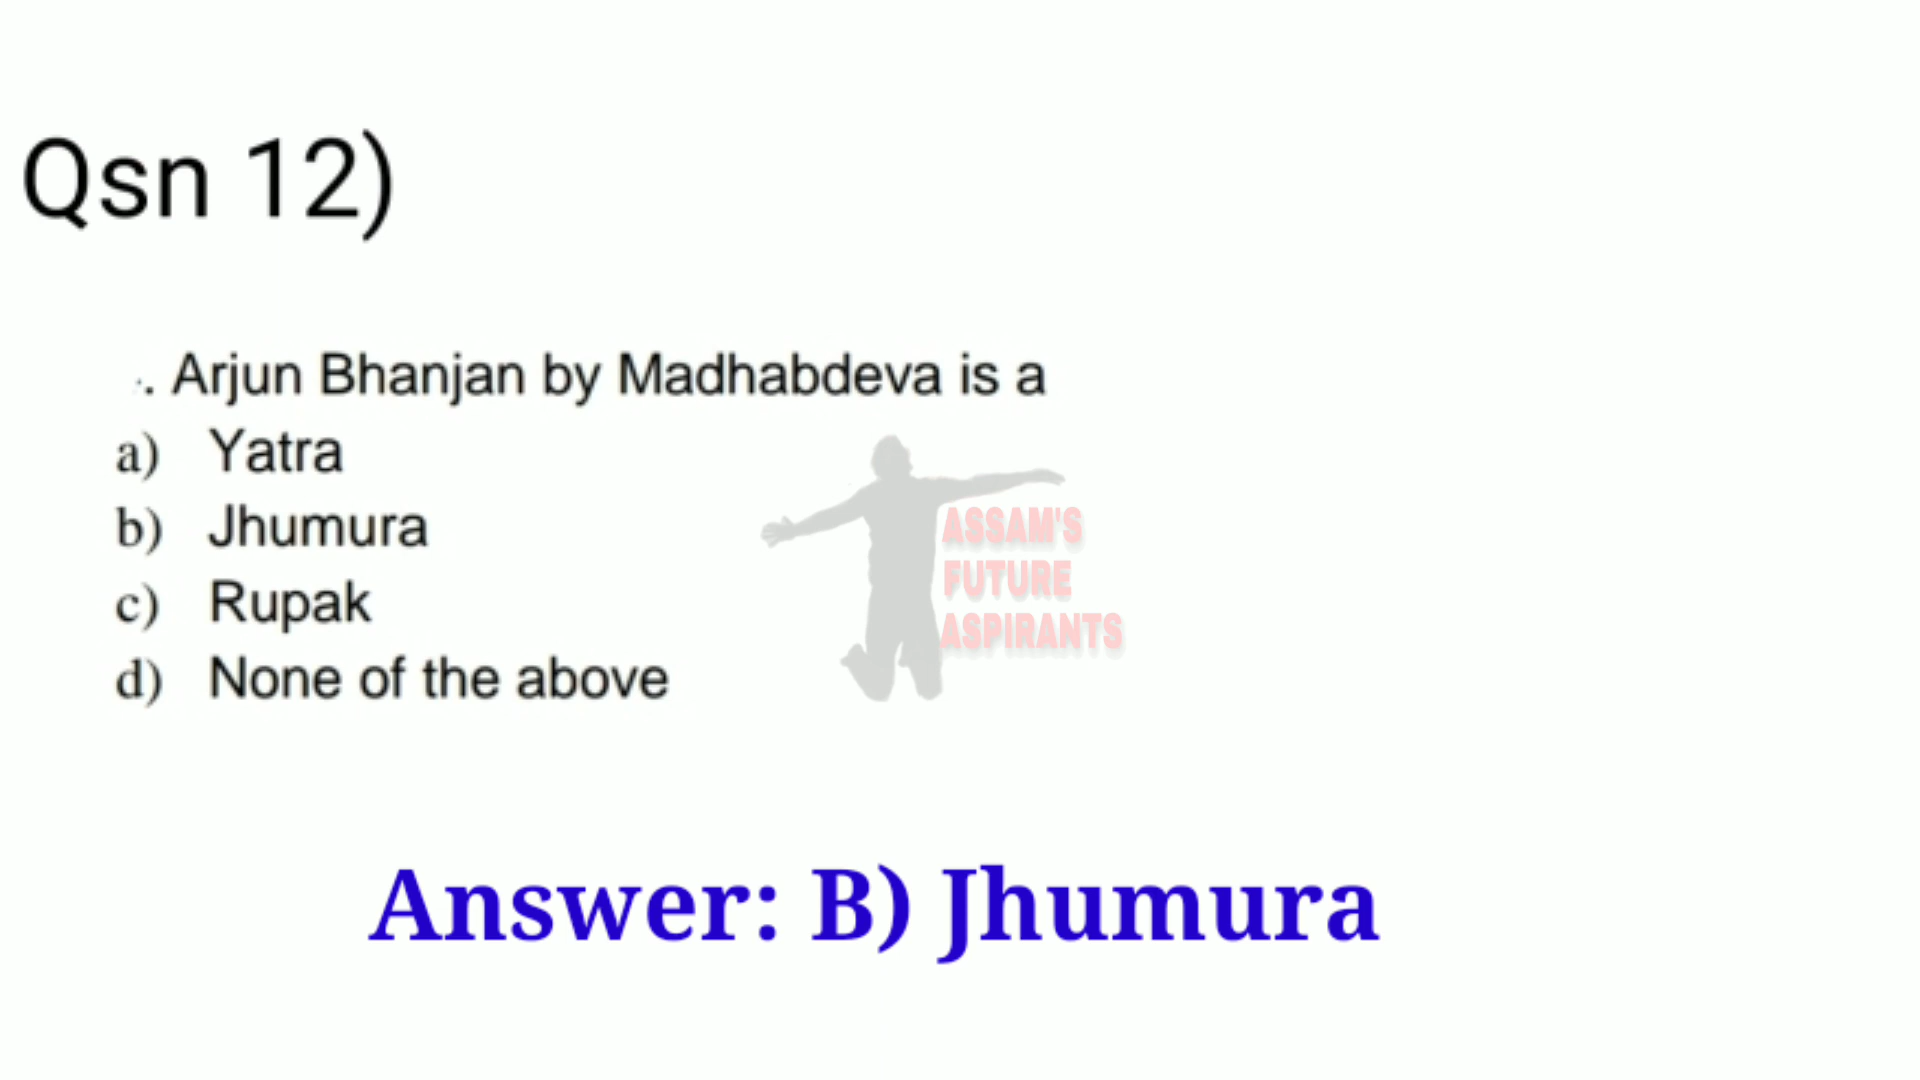 Qsn 12)
. Arjun Bhanjan by Madhabdeva is a
a) Yatra
b) Jhumura
c) Rupak
d) None of the above
ASSAM'S
FUTURE
ASPIRANTS
Answer: B) Jhumura